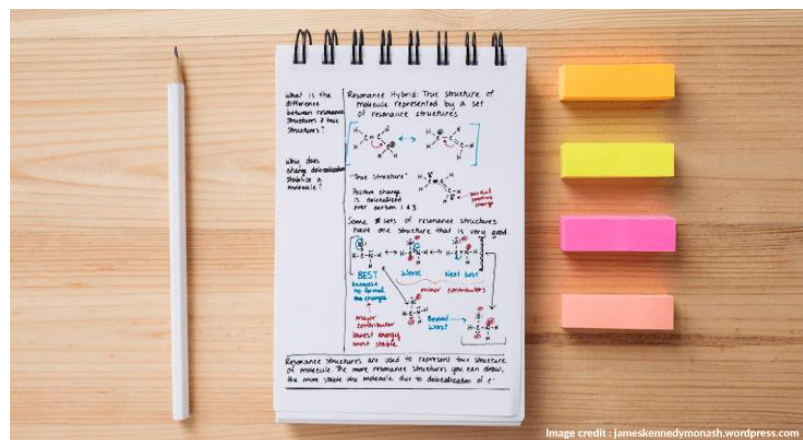 What is the
difference
between resonance
structures & true
structures?
Why does
charge delocalization
stabilize a
molecule?
Resonance Hybrid: True structure of
molecule represented by a set
of resonance structures
"True structure"
Positive charge
is delocalized
over carbon 1 & 3
partial
positive
charge
Some sets of resonance structures
have one structure that is very good
BEST
because
no formal
charges
Worse
Next best
minor contributors
major
contributor
lowest energy
most stable
Beyond
worst
Resonance structures are used to represent true structure
of molecule. The more resonance structures you can draw,
the more stable the molecule due to delocalization of e-
Image credit : jameskennedymonash.wordpress.com